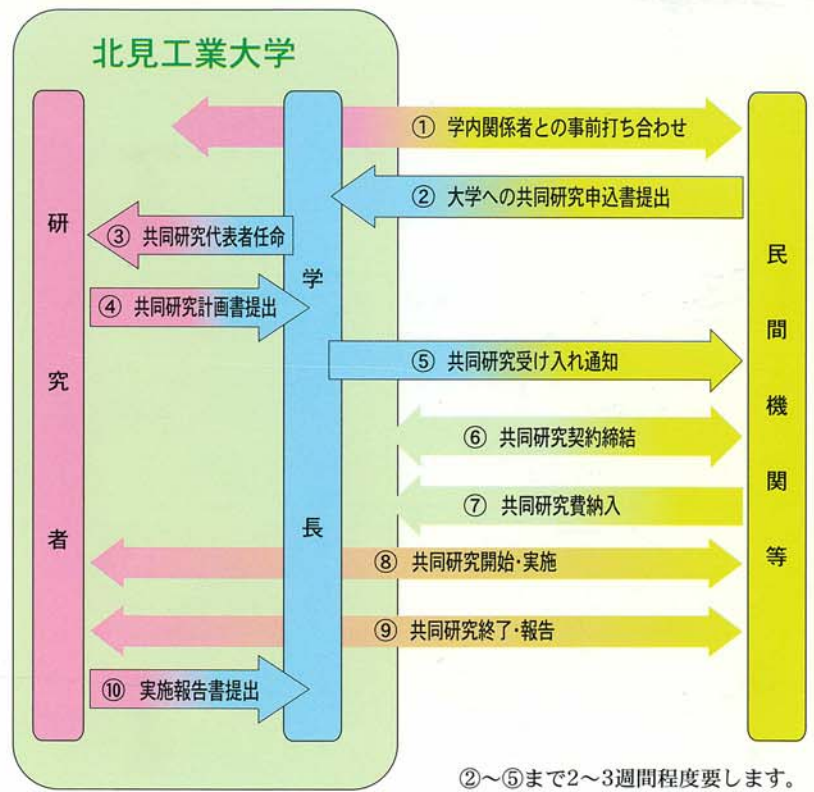 北見工業大学
研究者
学長
民間機関等
① 学内関係者との事前打ち合わせ
② 大学への共同研究申込書提出
③ 共同研究代表者任命
④ 共同研究計画書提出
⑤ 共同研究受け入れ通知
⑥ 共同研究契約締結
⑦ 共同研究費納入
⑧ 共同研究開始・実施
⑨ 共同研究終了・報告
⑩ 実施報告書提出
②～⑤まで2～3週間程度要します。